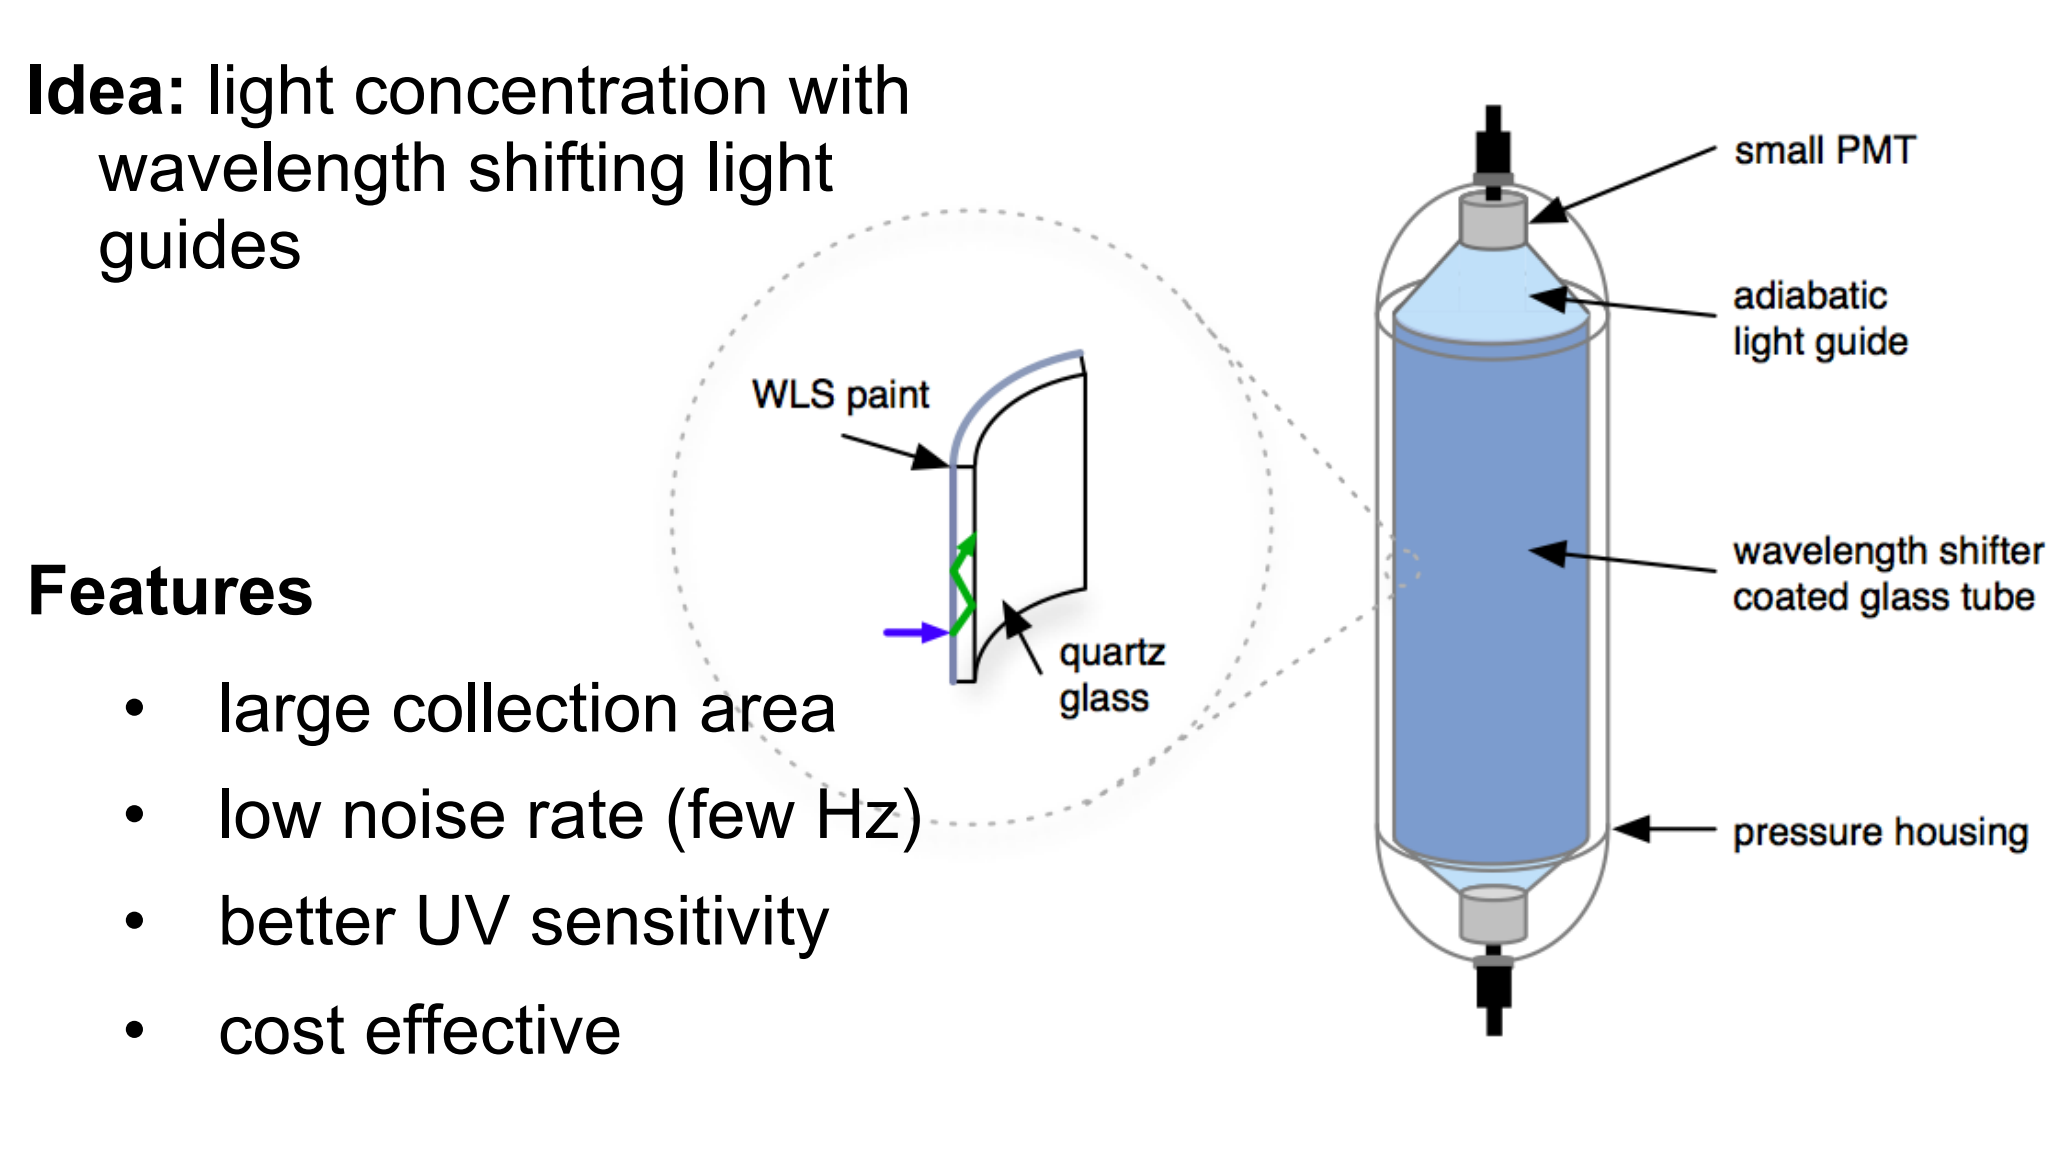 Idea: light concentration with
wavelength shifting light
guides
Features
• large collection area
• low noise rate (few Hz)
• better UV sensitivity
• cost effective
WLS paint
quartz
glass
small PMT
adiabatic
light guide
wavelength shifter
coated glass tube
pressure housing